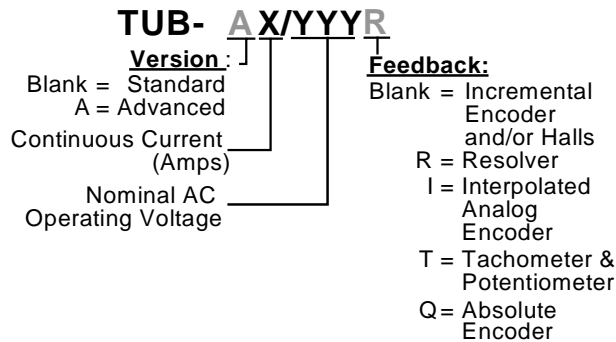 TUB- A X/YYYR
Version :
Blank = Standard
A = Advanced
Continuous Current
(Amps)
Nominal AC
Operating Voltage
Feedback:
Blank = Incremental
Encoder
and/or Halls
R = Resolver
I = Interpolated
Analog
Encoder
T = Tachometer &
Potentiometer
Q = Absolute
Encoder